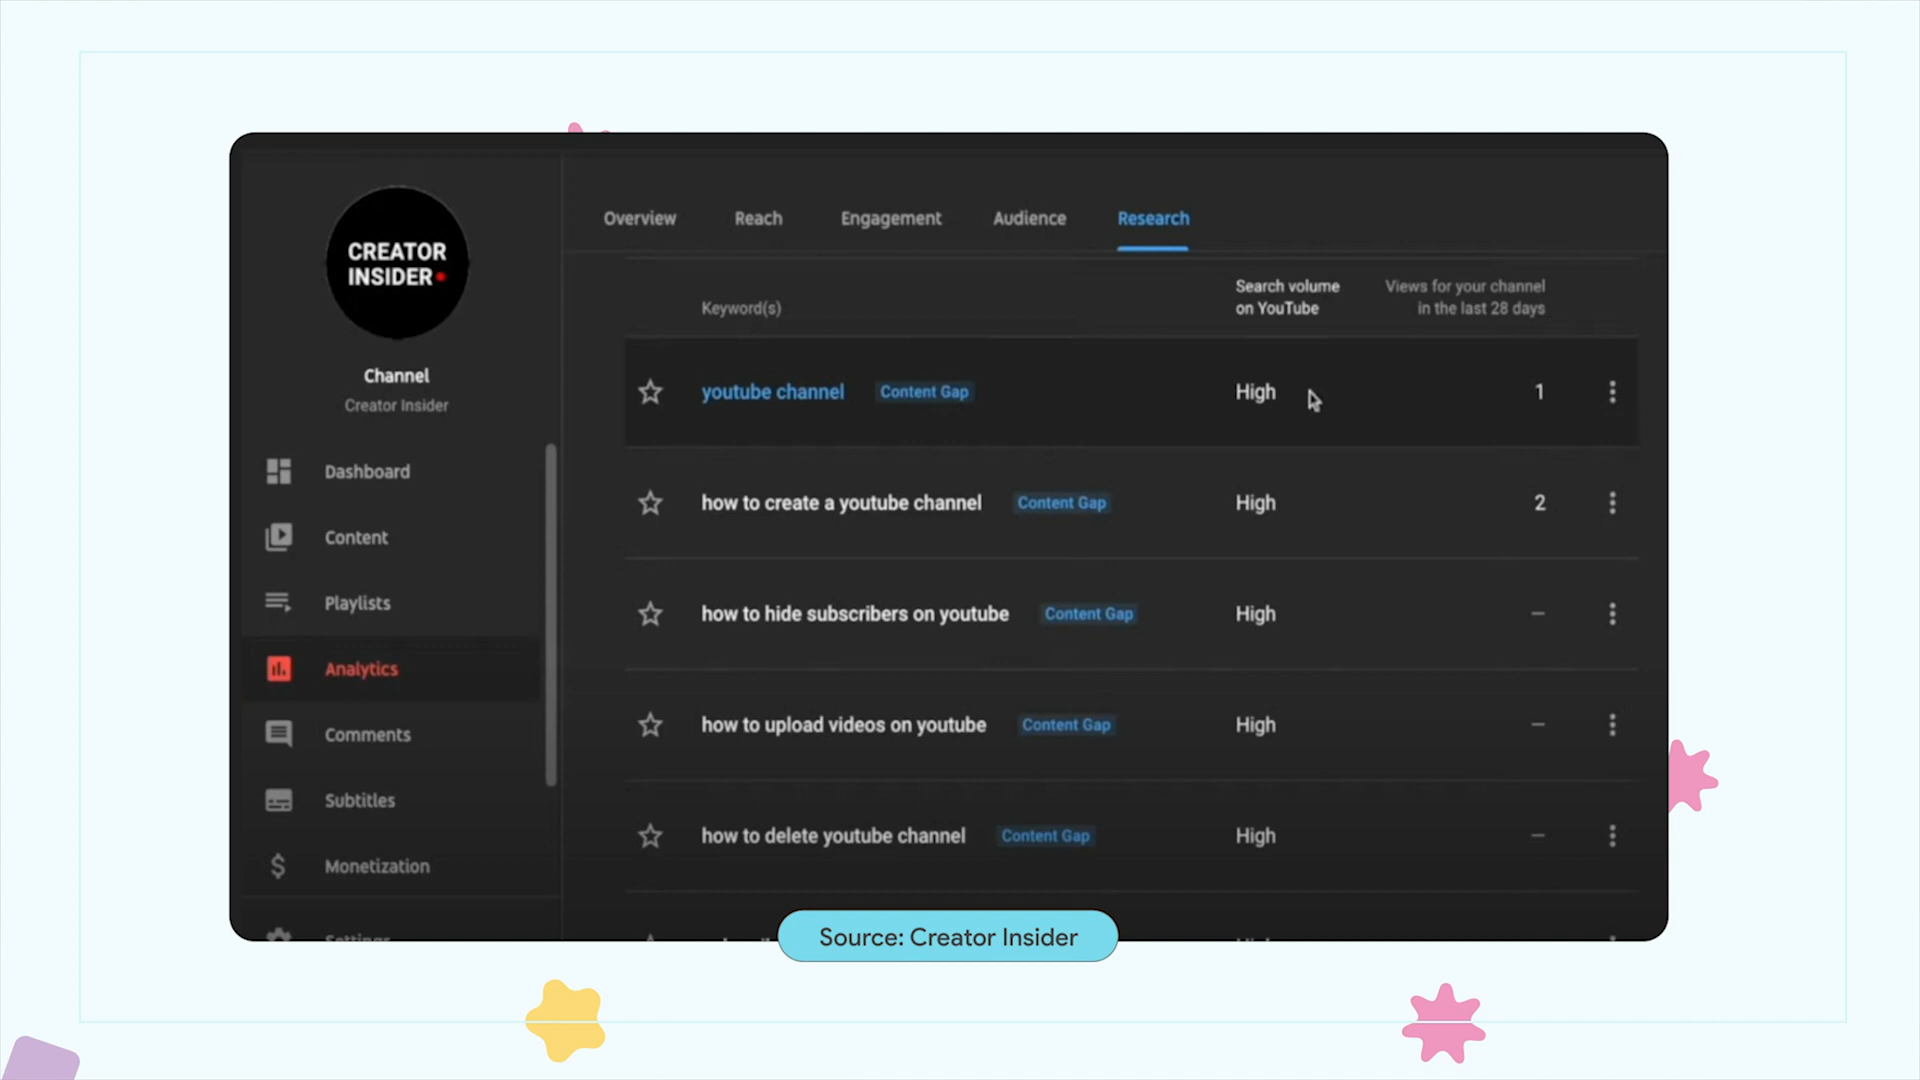 CREATOR
INSIDER
Channel
Creator Insider
Dashboard
Content
Playlists
Analytics
Comments
Subtitles
Monetization
Settings
Overview Reach Engagement Audience Research
Keyword(s)
Search volume
on YouTube
Views for your channel
in the last 28 days
youtube channel Content Gap High 1
how to create a youtube channel Content Gap High 2
how to hide subscribers on youtube Content Gap High –
how to upload videos on youtube Content Gap High –
how to delete youtube channel Content Gap High –
Source: Creator Insider